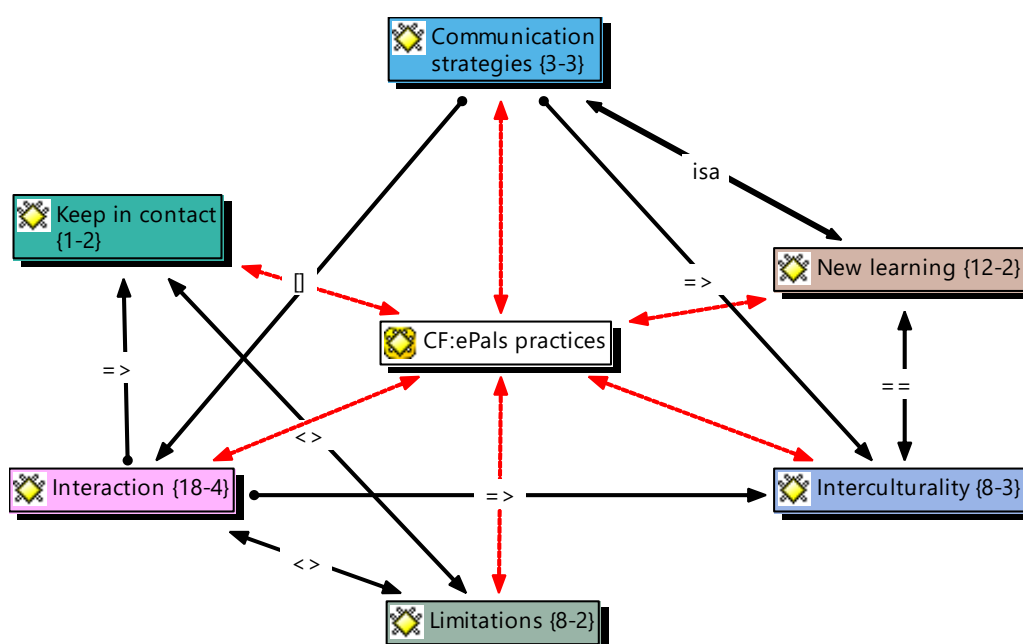 Communication
strategies {3-3}
isa
Keep in contact
{1-2}
New learning {12-2}
[]
=>
CF:ePals practices
=>
==
<>
Interaction {18-4}
=>
Interculturality {8-3}
<>
Limitations {8-2}